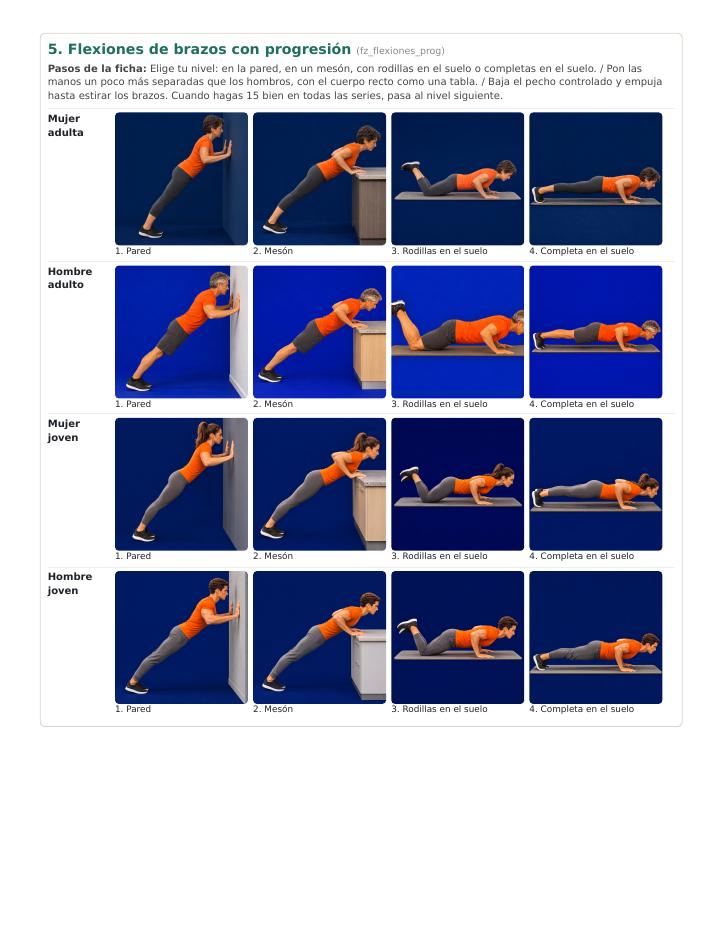 5. Flexiones de brazos con progresión (fz_flexiones_prog)
Pasos de la ficha: Elige tu nivel: en la pared, en un mesón, con rodillas en el suelo o completas en el suelo. / Pon las
manos un poco más separadas que los hombros, con el cuerpo recto como una tabla. / Baja el pecho controlado y empuja
hasta estirar los brazos. Cuando hagas 15 bien en todas las series, pasa al nivel siguiente.
Mujer
adulta
1. Pared
2. Mesón
3. Rodillas en el suelo
4. Completa en el suelo
Hombre
adulto
1. Pared
2. Mesón
3. Rodillas en el suelo
4. Completa en el suelo
Mujer
joven
1. Pared
2. Mesón
3. Rodillas en el suelo
4. Completa en el suelo
Hombre
joven
1. Pared
2. Mesón
3. Rodillas en el suelo
4. Completa en el suelo